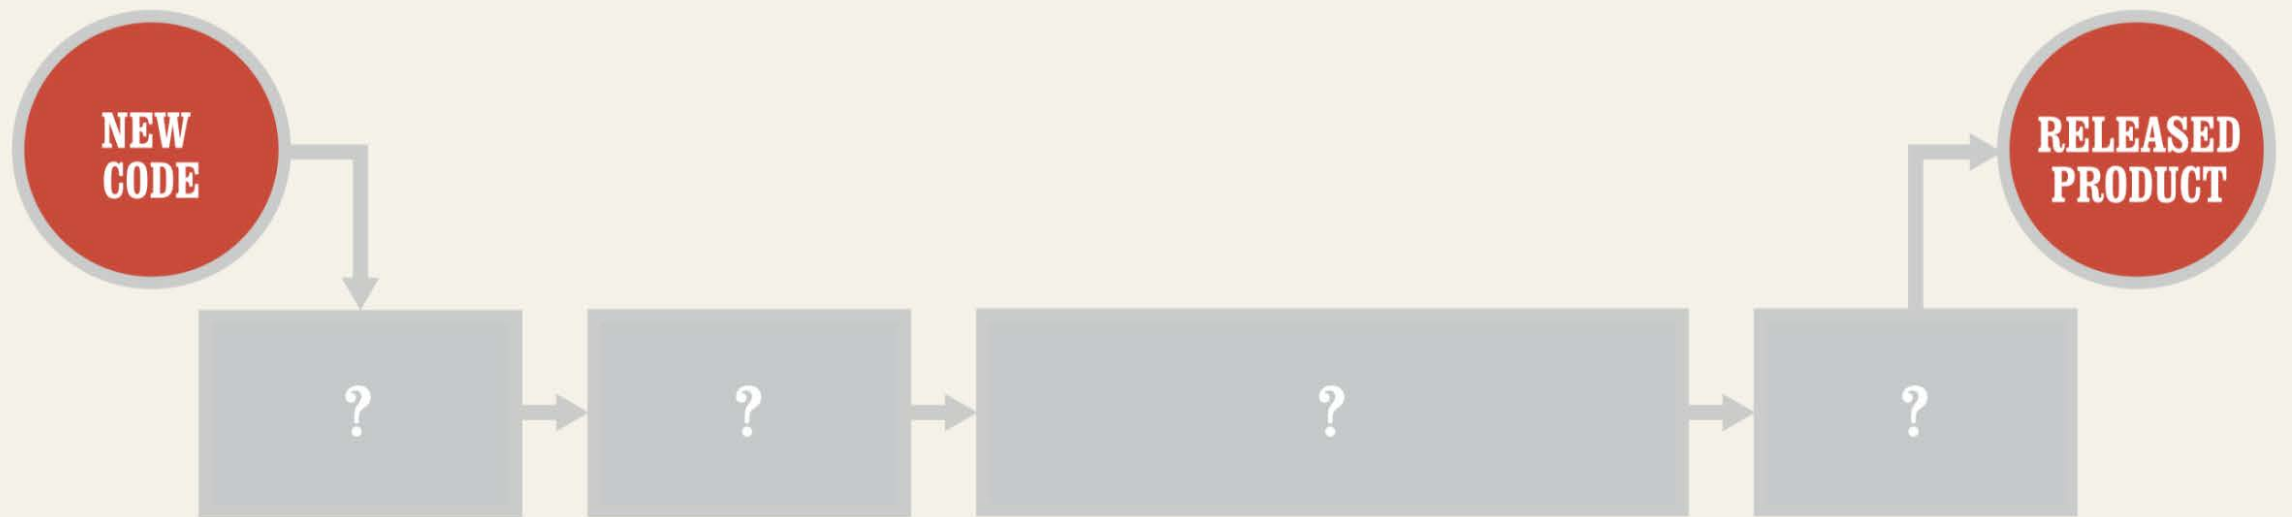 NEW
CODE
RELEASED
PRODUCT
?
?
?
?